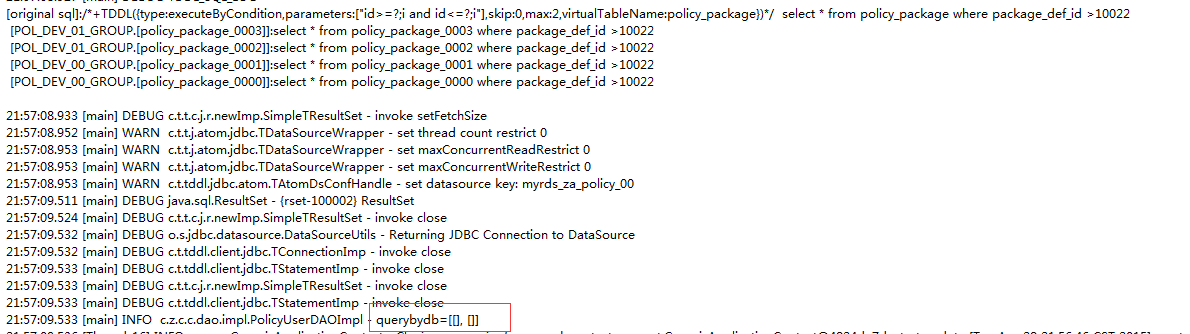 [original sql]:/*+TDDL({type:executeByCondition,parameters:["id>=?;i and id<=?;i"],skip:0,max:2,virtualTableName:policy_package})*/ select * from policy_package where package_def_id >10022
[POL_DEV_01_GROUP.[policy_package_0003]]:select * from policy_package_0003 where package_def_id >10022
[POL_DEV_01_GROUP.[policy_package_0002]]:select * from policy_package_0002 where package_def_id >10022
[POL_DEV_00_GROUP.[policy_package_0001]]:select * from policy_package_0001 where package_def_id >10022
[POL_DEV_00_GROUP.[policy_package_0000]]:select * from policy_package_0000 where package_def_id >10022
21:57:08.933 [main] DEBUG c.t.t.c.j.r.newImp.SimpleTResultSet - invoke setFetchSize
21:57:08.952 [main] WARN c.t.t.j.atom.jdbc.TDataSourceWrapper - set thread count restrict 0
21:57:08.953 [main] WARN c.t.t.j.atom.jdbc.TDataSourceWrapper - set maxConcurrentReadRestrict 0
21:57:08.953 [main] WARN c.t.t.j.atom.jdbc.TDataSourceWrapper - set maxConcurrentWriteRestrict 0
21:57:08.953 [main] WARN c.t.tddl.jdbc.atom.TAtomDsConfHandle - set datasource key: myrds_za_policy_00
21:57:09.511 [main] DEBUG java.sql.ResultSet - {rset-100002} ResultSet
21:57:09.524 [main] DEBUG c.t.t.c.j.r.newImp.SimpleTResultSet - invoke close
21:57:09.532 [main] DEBUG o.s.jdbc.datasource.DataSourceUtils - Returning JDBC Connection to DataSource
21:57:09.532 [main] DEBUG c.t.tddl.client.jdbc.TConnectionImp - invoke close
21:57:09.533 [main] DEBUG c.t.tddl.client.jdbc.TStatementImp - invoke close
21:57:09.533 [main] DEBUG c.t.t.c.j.r.newImp.SimpleTResultSet - invoke close
21:57:09.533 [main] DEBUG c.t.tddl.client.jdbc.TStatementImp - invoke close
21:57:09.533 [main] INFO c.z.c.c.dao.impl.PolicyUserDAOImpl - querybydb=[[], []]